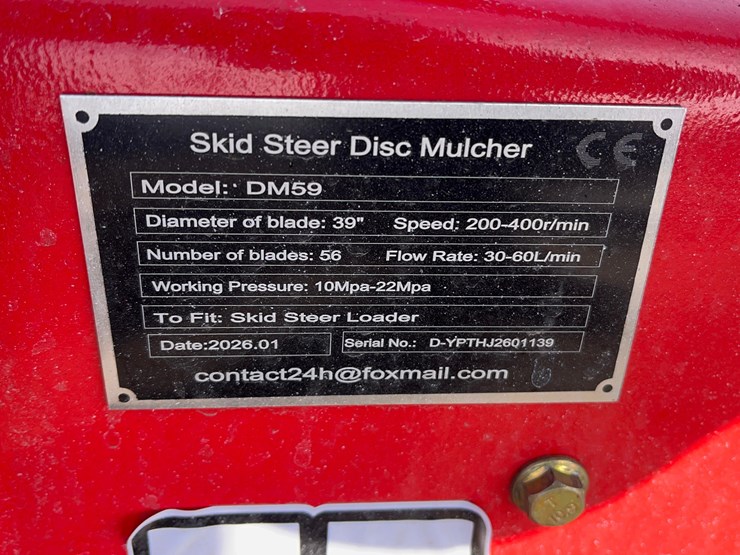 Skid Steer Disc Mulcher CE
Model: DM59
Diameter of blade: 39" Speed: 200-400r/min
Number of blades: 56 Flow Rate: 30-60L/min
Working Pressure: 10Mpa-22Mpa
To Fit: Skid Steer Loader
Date:2026.01 Serial No.: D-YPTHJ2601139
contact24h@foxmail.com